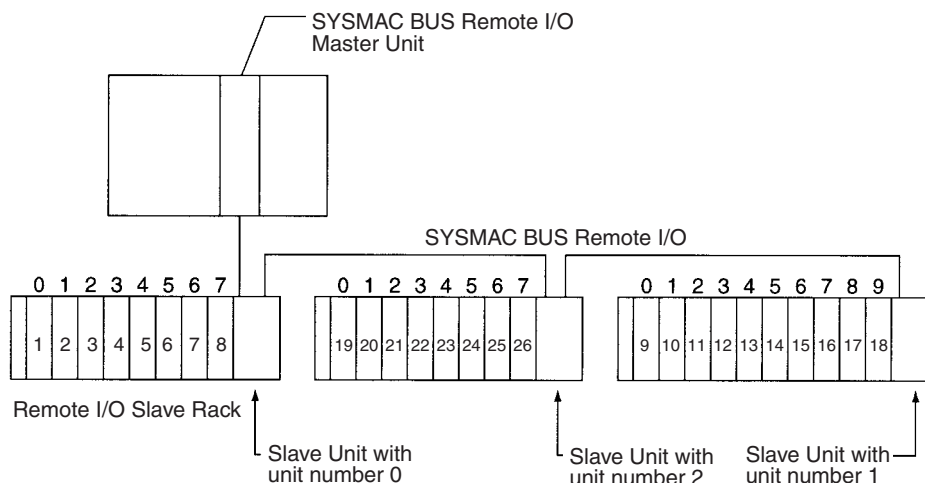 SYSMAC BUS Remote I/O
Master Unit
SYSMAC BUS Remote I/O
0 1 2 3 4 5 6 7
0 1 2 3 4 5 6 7
0 1 2 3 4 5 6 7 8 9
1 2 3 4 5 6 7 8
19 20 21 22 23 24 25 26
9 10 11 12 13 14 15 16 17 18
Remote I/O Slave Rack
Slave Unit with
unit number 0
Slave Unit with
unit number 2
Slave Unit with
unit number 1